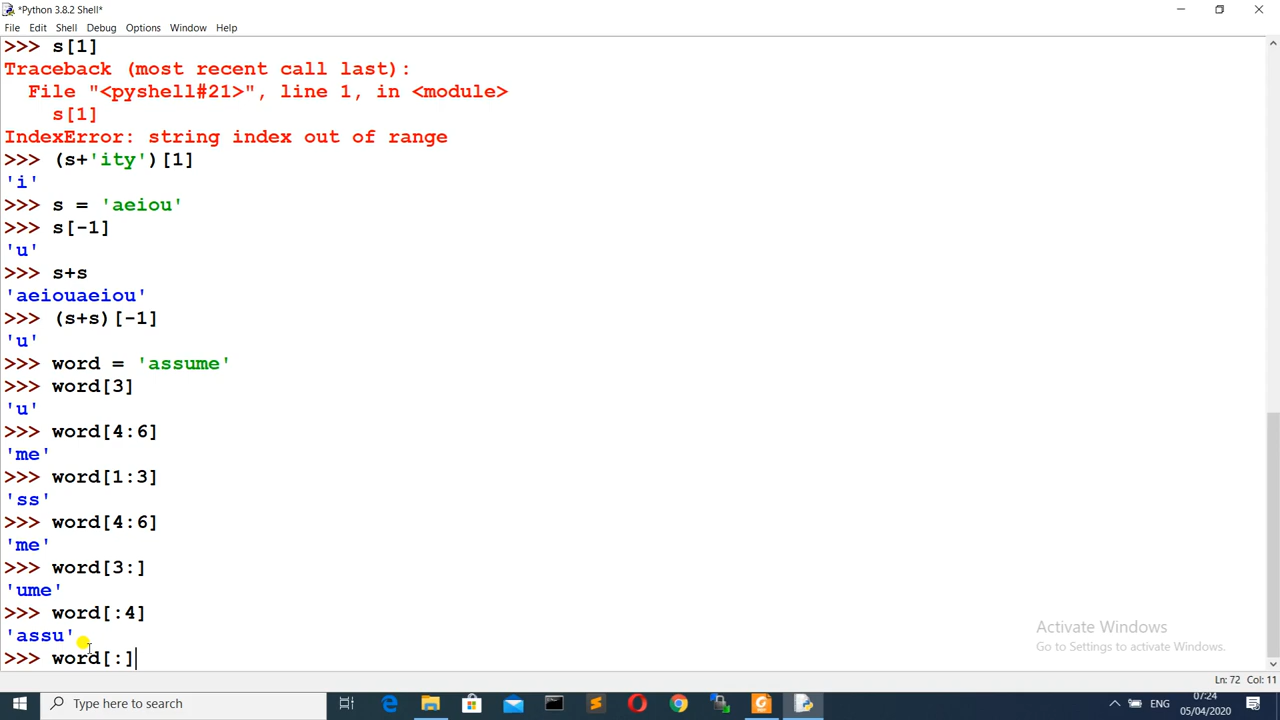 *Python 3.8.2 Shell*
File Edit Shell Debug Options Window Help
>>> s[1]
Traceback (most recent call last):
  File "<pyshell#21>", line 1, in <module>
    s[1]
IndexError: string index out of range
>>> (s+'ity')[1]
'i'
>>> s = 'aeiou'
>>> s[-1]
'u'
>>> s+s
'aeiouaeiou'
>>> (s+s)[-1]
'u'
>>> word = 'assume'
>>> word[3]
'u'
>>> word[4:6]
'me'
>>> word[1:3]
'ss'
>>> word[4:6]
'me'
>>> word[3:]
'ume'
>>> word[:4]
'assu'
>>> word[:]
Activate Windows
Go to Settings to activate Windows.
Ln: 72 Col: 11
Type here to search
ENG
07:24
05/04/2020